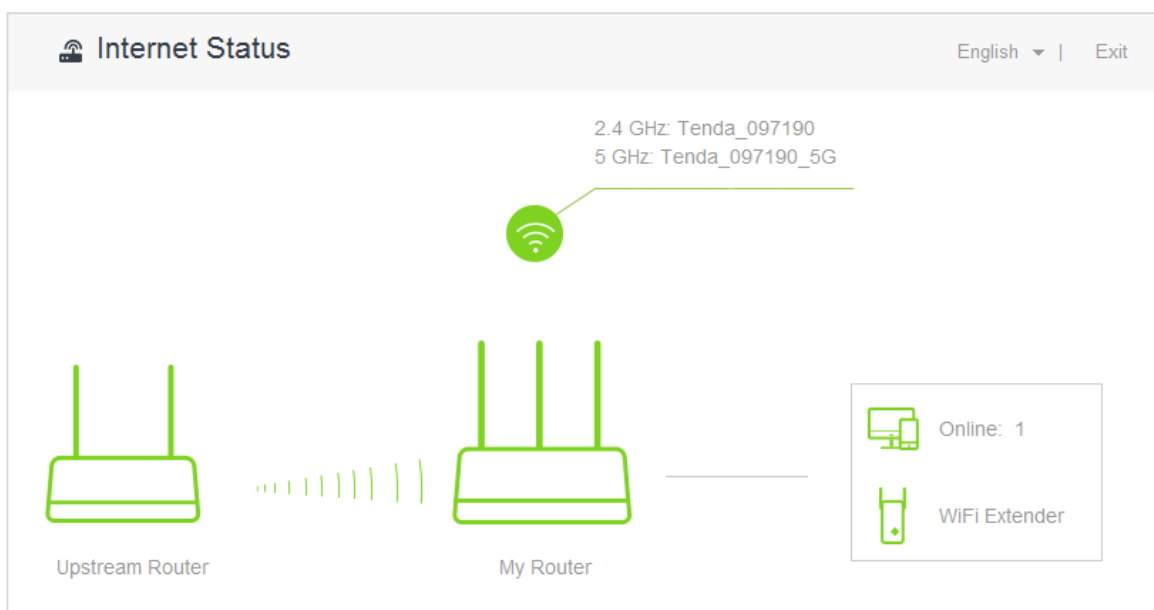 Internet Status
English |
Exit
2.4 GHz: Tenda_097190
5 GHz: Tenda_097190_5G
Online: 1
WiFi Extender
Upstream Router
My Router